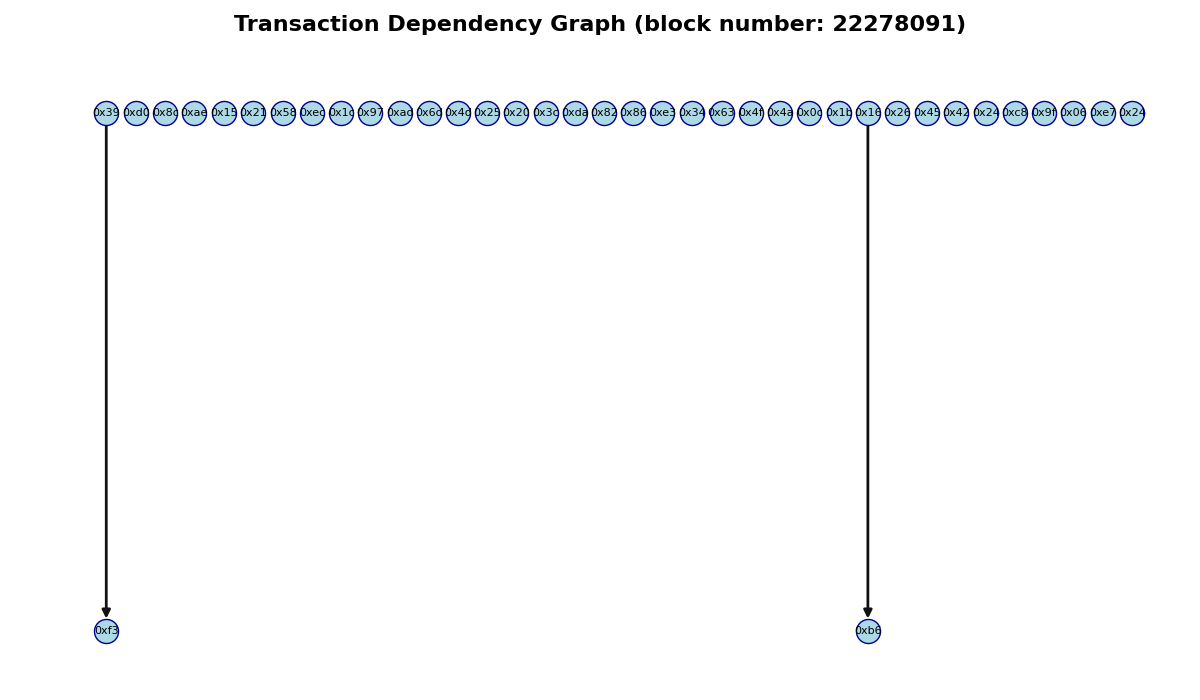 Transaction Dependency Graph (block number: 22278091)
0x39 0xd0 0x8c 0xae 0x15 0x21 0x58 0xec 0x1c 0x97 0xad 0x6d 0x4d 0x25 0x20 0x3c 0xda 0x82 0x86 0xe3 0x34 0x63 0x4f 0x4a 0x0c 0x1b 0x16 0x26 0x45 0x42 0x24 0xc8 0x9f 0x06 0xe7 0x24
0xf3 0xb6